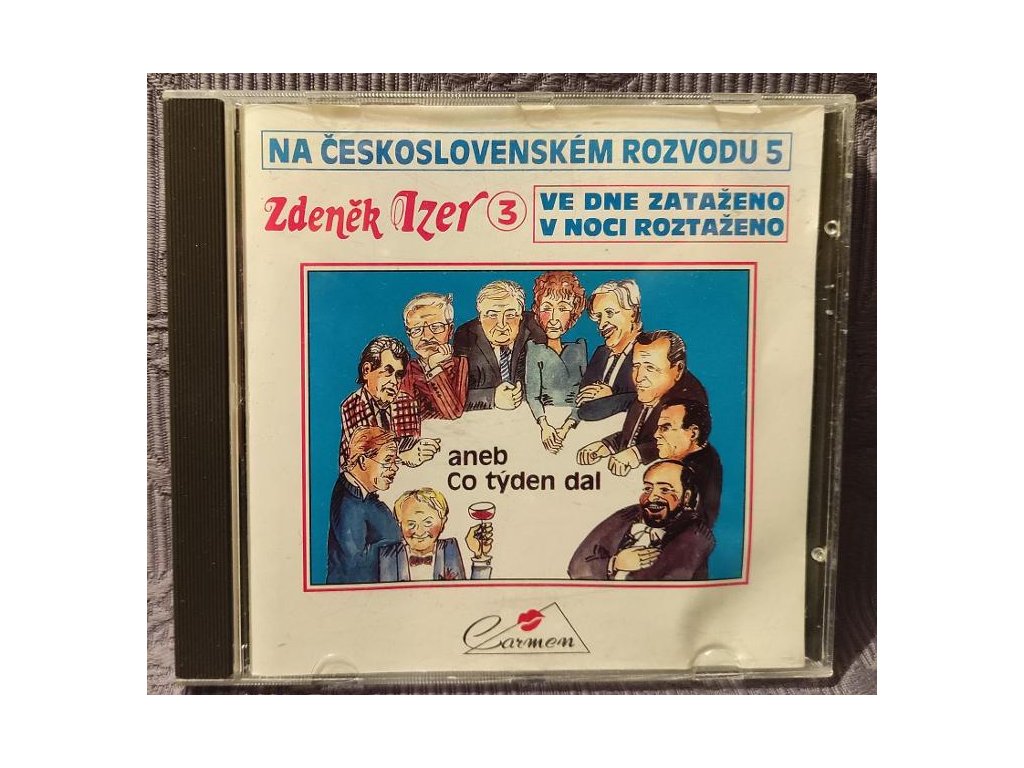 NA ČESKOSLOVENSKÉM ROZVODU 5
Zdeněk Izer 3
VE DNE ZATAŽENO
V NOCI ROZTAŽENO
aneb
Co týden dal
Carmen